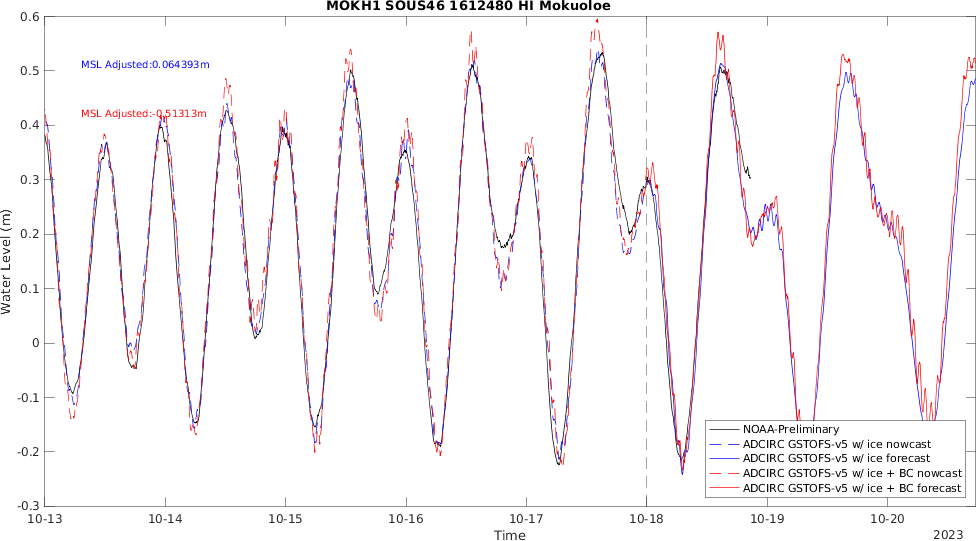 MOKH1 SOUS46 1612480 HI Mokuoloe
0.6
0.5
0.4
0.3
0.2
0.1
0
-0.1
-0.2
-0.3
Water Level (m)
MSL Adjusted:0.064393m
MSL Adjusted:-0.51313m
NOAA-Preliminary
ADCIRC GSTOFS-v5 w/ ice nowcast
ADCIRC GSTOFS-v5 w/ ice forecast
ADCIRC GSTOFS-v5 w/ ice + BC nowcast
ADCIRC GSTOFS-v5 w/ ice + BC forecast
10-13 10-14 10-15 10-16 10-17 10-18 10-19 10-20
Time
2023